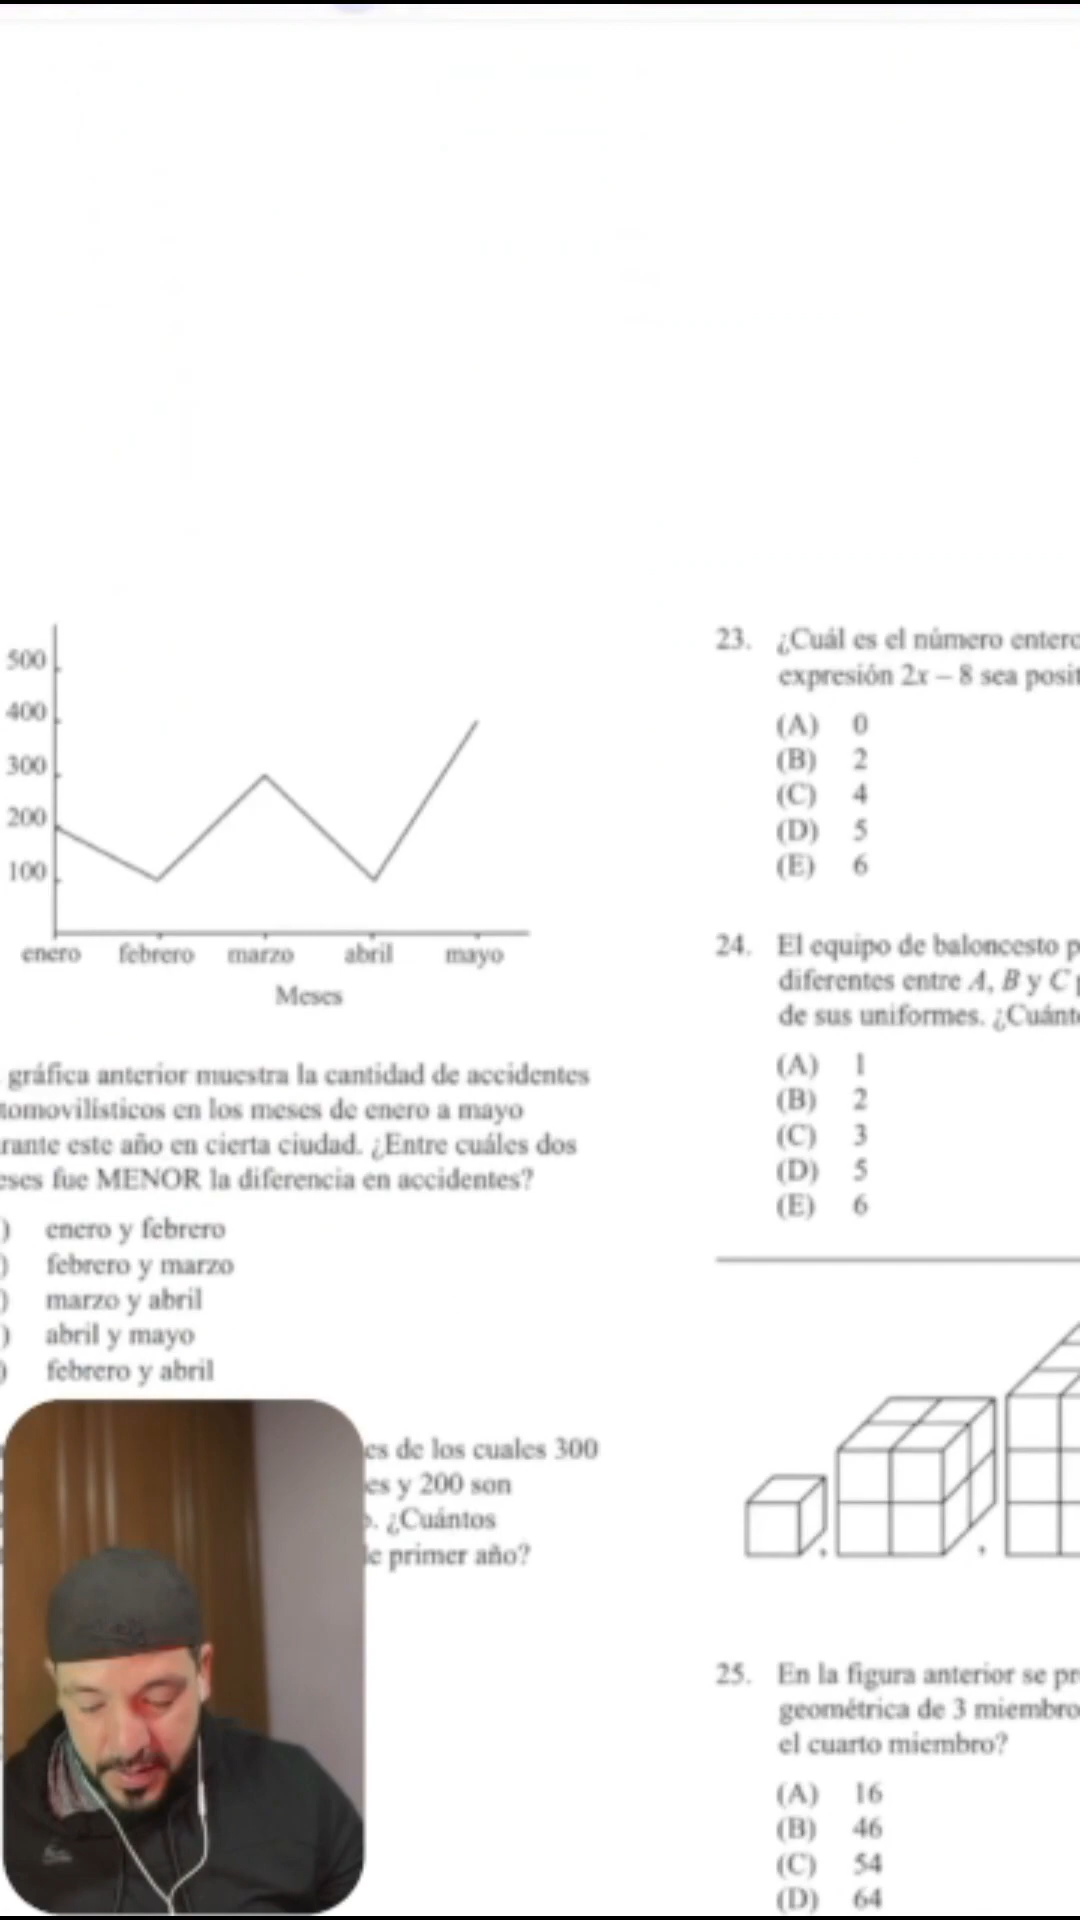 500
400
300
200
100
enero febrero marzo abril mayo
Meses
gráfica anterior muestra la cantidad de accidentes
tomovilísticos en los meses de enero a mayo
rante este año en cierta ciudad. ¿Entre cuáles dos
eses fue MENOR la diferencia en accidentes?
) enero y febrero
) febrero y marzo
) marzo y abril
) abril y mayo
) febrero y abril
es de los cuales 300
es y 200 son
o. ¿Cuántos
le primer año?
23. ¿Cuál es el número entero
expresión 2x – 8 sea posit
(A) 0
(B) 2
(C) 4
(D) 5
(E) 6
24. El equipo de baloncesto p
diferentes entre A, B y C p
de sus uniformes. ¿Cuánt
(A) 1
(B) 2
(C) 3
(D) 5
(E) 6
, ,
25. En la figura anterior se pr
geométrica de 3 miembro
el cuarto miembro?
(A) 16
(B) 46
(C) 54
(D) 64